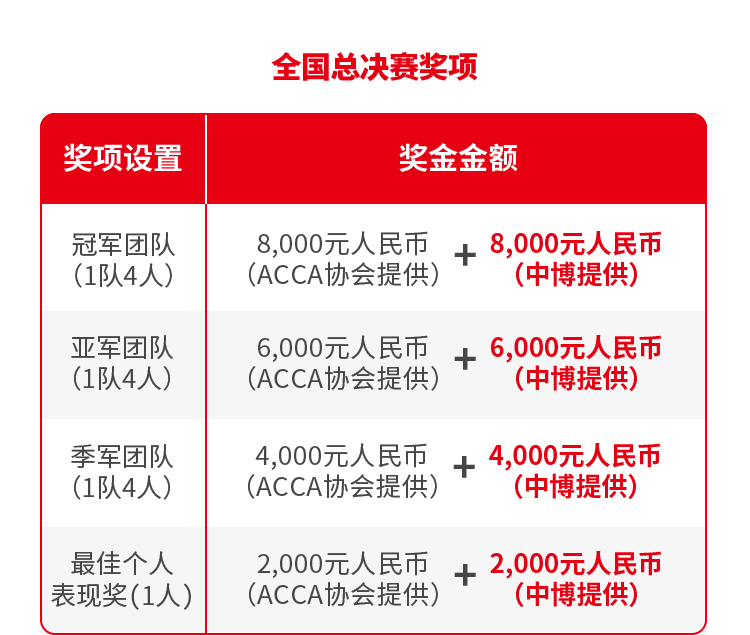 全国总决赛奖项
奖项设置 奖金金额
冠军团队
（1队4人）
8,000元人民币
（ACCA协会提供）
+
8,000元人民币
（中博提供）
亚军团队
（1队4人）
6,000元人民币
（ACCA协会提供）
+
6,000元人民币
（中博提供）
季军团队
（1队4人）
4,000元人民币
（ACCA协会提供）
+
4,000元人民币
（中博提供）
最佳个人
表现奖(1人)
2,000元人民币
（ACCA协会提供）
+
2,000元人民币
（中博提供）